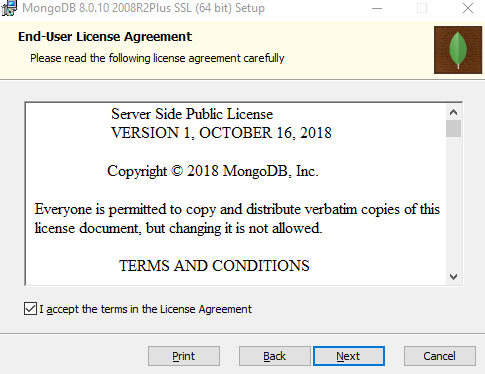 MongoDB 8.0.10 2008R2Plus SSL (64 bit) Setup
End-User License Agreement
Please read the following license agreement carefully
Server Side Public License
VERSION 1, OCTOBER 16, 2018
Copyright © 2018 MongoDB, Inc.
Everyone is permitted to copy and distribute verbatim copies of this
license document, but changing it is not allowed.
TERMS AND CONDITIONS
I accept the terms in the License Agreement
Print Back Next Cancel